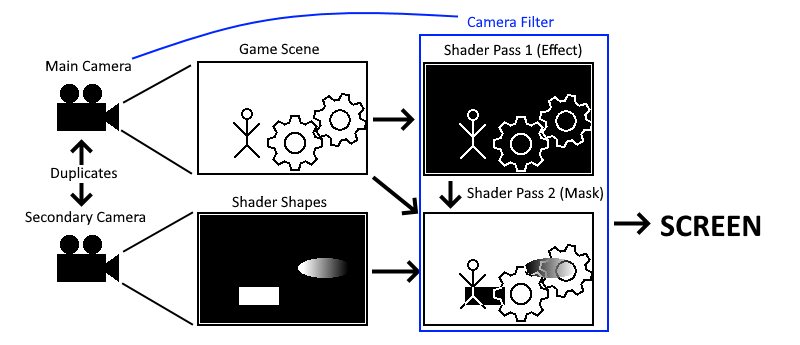 Camera Filter
Game Scene
Shader Pass 1 (Effect)
Main Camera
Duplicates
Shader Pass 2 (Mask)
Shader Shapes
Secondary Camera
SCREEN